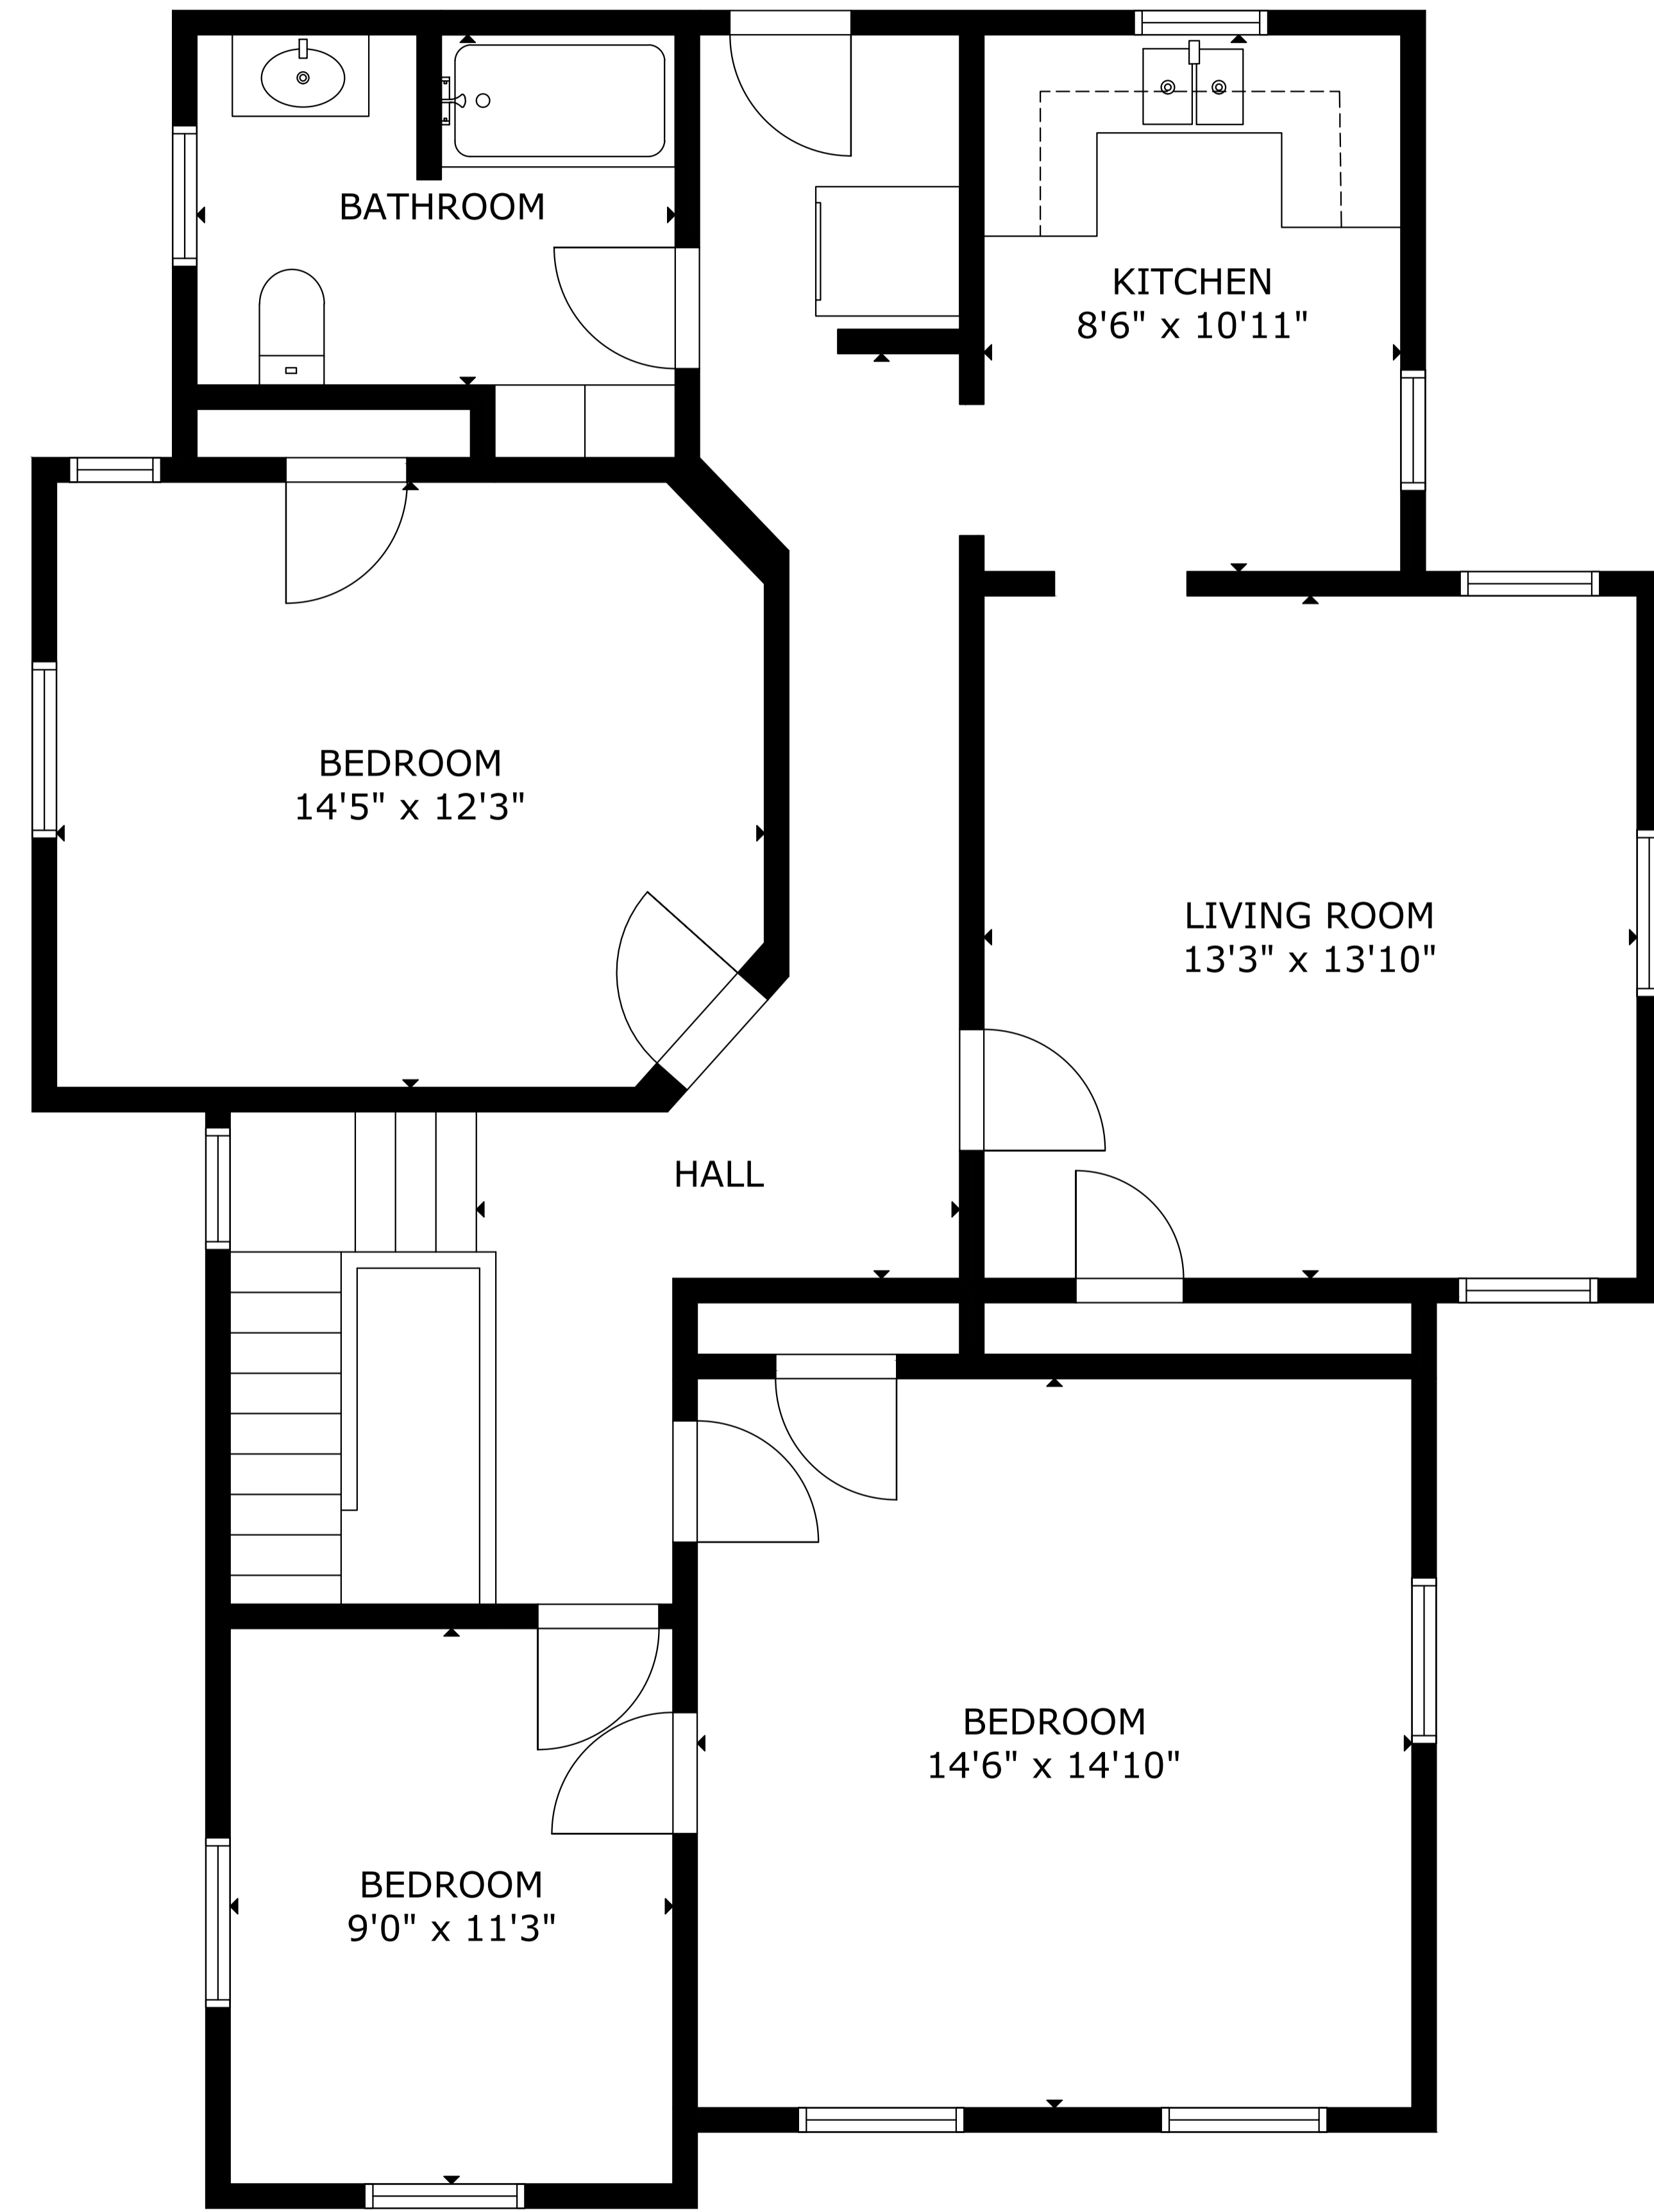 BATHROOM
KITCHEN
8'6" x 10'11"
BEDROOM
14'5" x 12'3"
LIVING ROOM
13'3" x 13'10"
HALL
BEDROOM
14'6" x 14'10"
BEDROOM
9'0" x 11'3"